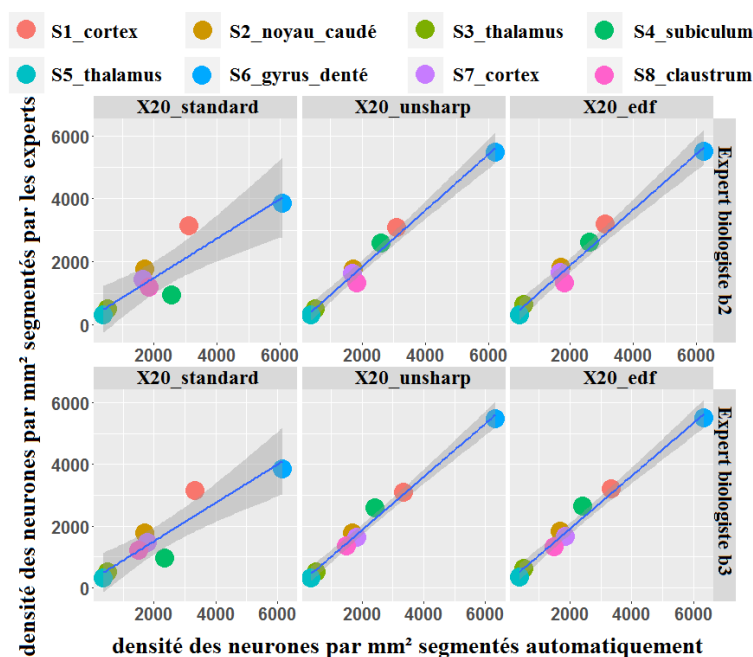 S1_cortex S2_noyau_caudé S3_thalamus S4_subiculum
S5_thalamus S6_gyrus_denté S7_cortex S8_claustrum
densité des neurones par mm² segmentés par les experts
X20_standard X20_unsharp X20_edf
6000
4000
2000
0
2000 4000 6000 2000 4000 6000 2000 4000 6000
Expert biologiste b2
X20_standard X20_unsharp X20_edf
6000
4000
2000
0
2000 4000 6000 2000 4000 6000 2000 4000 6000
Expert biologiste b3
densité des neurones par mm² segmentés automatiquement